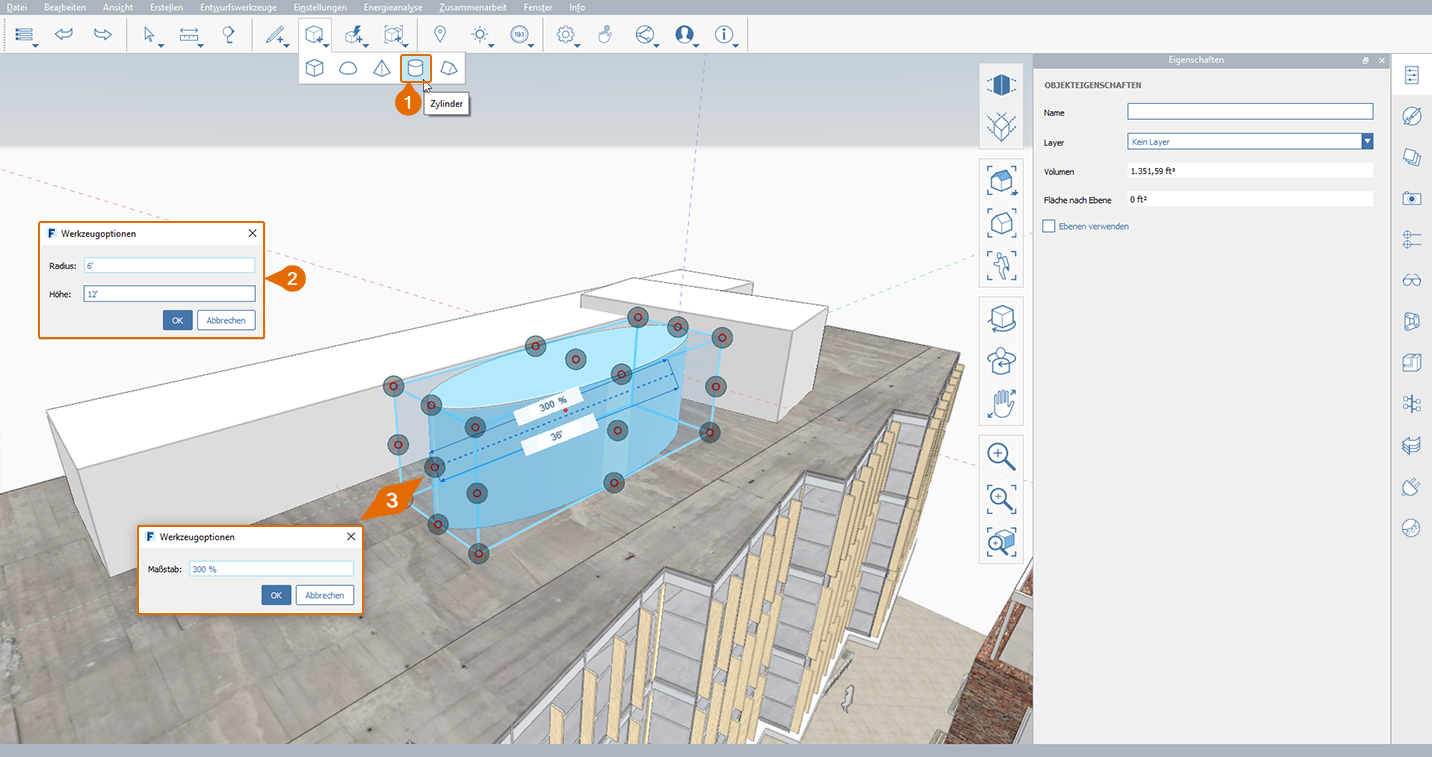 Datei Bearbeiten Ansicht Erstellen Entwurfswerkzeuge Einstellungen Energieanalyse Zusammenarbeit Fenster Info
19.1
Eigenschaften
1
Zylinder
OBJEKTEIGENSCHAFTEN
Name
Layer Kein Layer
Volumen 1.351,59 ft³
Fläche nach Ebene 0 ft²
Ebenen verwenden
F Werkzeugoptionen
Radius: 6'
Höhe: 12'
OK Abbrechen
2
300 %
36'
3
F Werkzeugoptionen
Maßstab: 300 %
OK Abbrechen